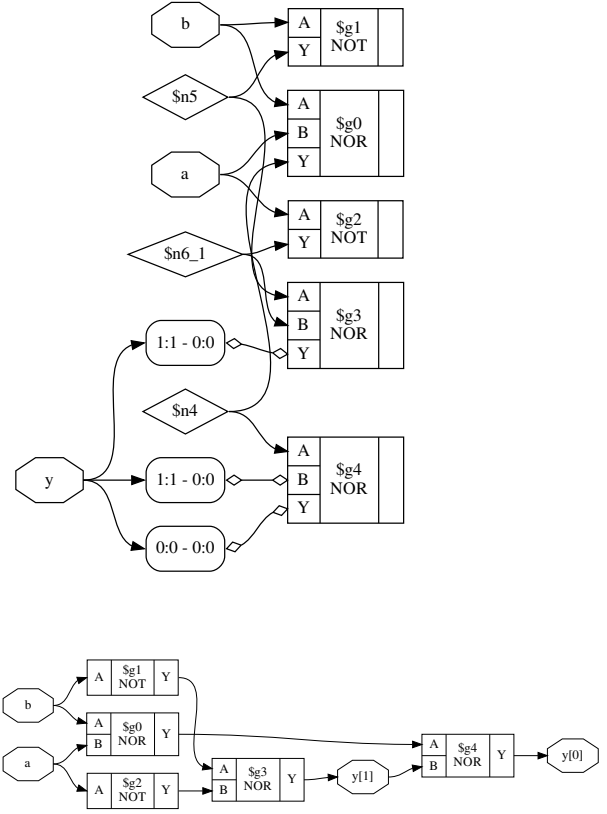 b
A
$g1
NOT
Y
$n5
A
$g0
NOR
B
Y
a
A
$g2
NOT
Y
$n6_1
A
$g3
NOR
B
Y
1:1 - 0:0
$n4
A
$g4
NOR
B
Y
y
1:1 - 0:0
0:0 - 0:0
b
A
$g1
NOT
Y
A
B
$g0
NOR
Y
a
A
$g2
NOT
Y
A
B
$g3
NOR
Y
y[1]
A
B
$g4
NOR
Y
y[0]